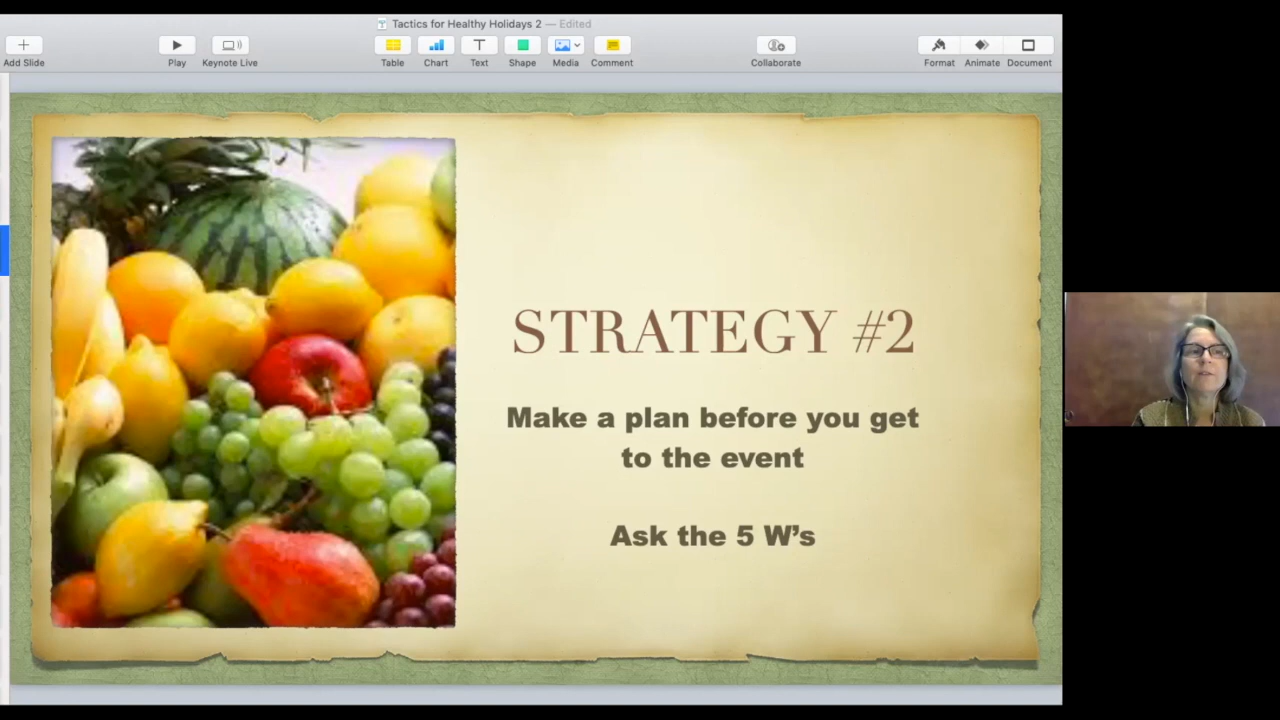 Tactics for Healthy Holidays 2 — Edited
Add Slide
Play
Keynote Live
Table
Chart
Text
Shape
Media
Comment
Collaborate
Format
Animate
Document
STRATEGY #2
Make a plan before you get
to the event
Ask the 5 W’s